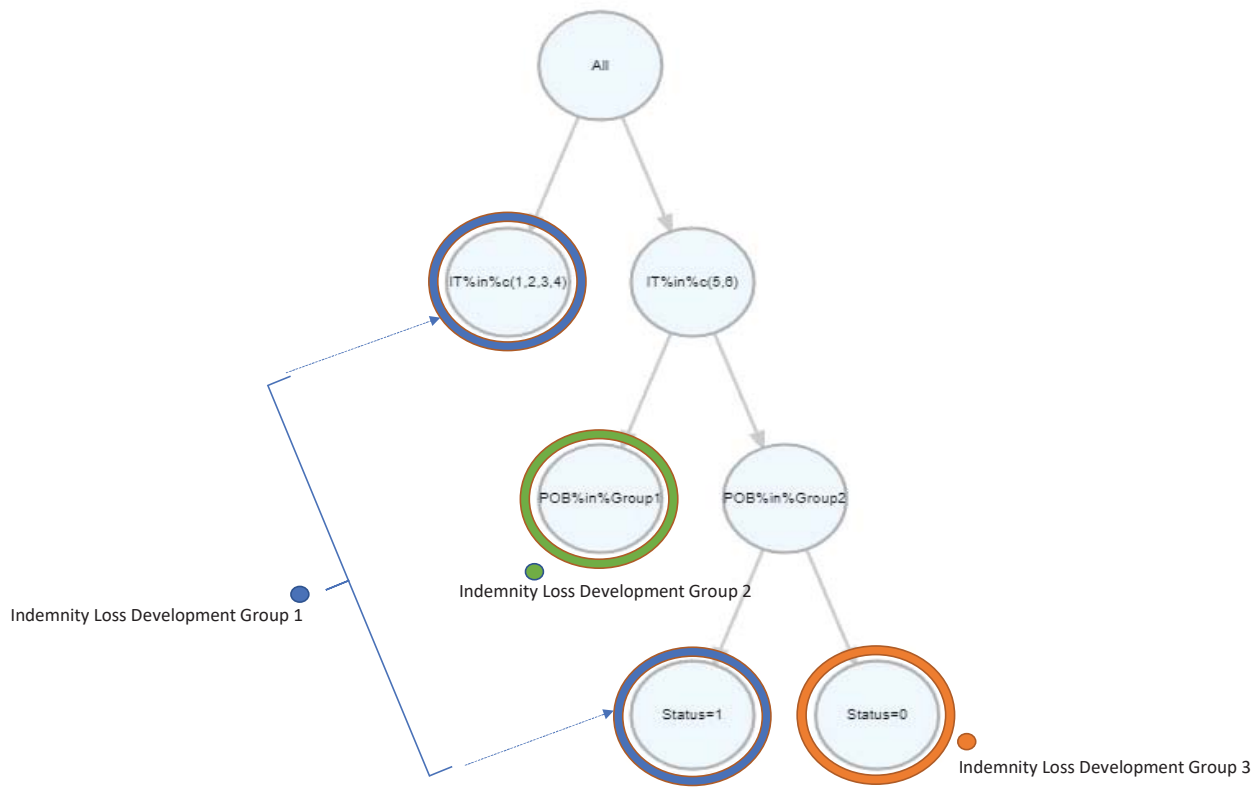 All
IT%in%c(1,2,3,4)
IT%in%c(5,6)
POB%in%Group1
POB%in%Group2
Indemnity Loss Development Group 2
Indemnity Loss Development Group 1
Status=1
Status=0
Indemnity Loss Development Group 3